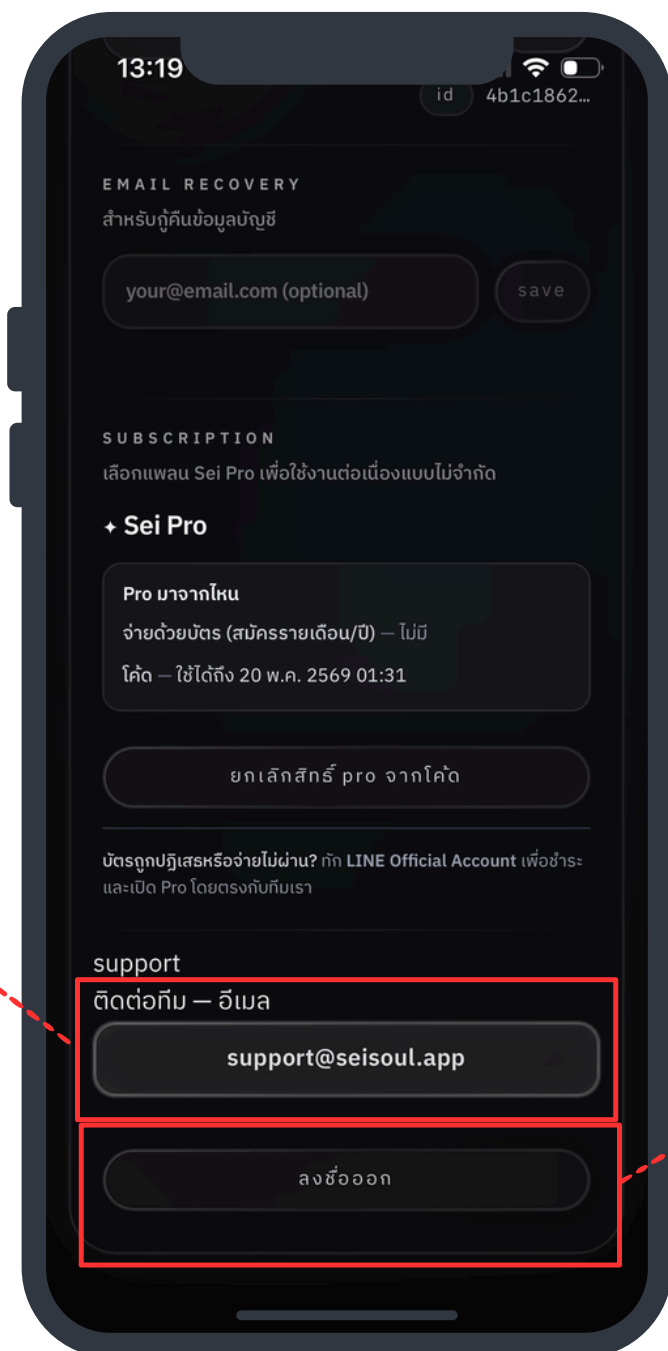 13:19
id 4b1c1862…
EMAIL RECOVERY
สำหรับกู้คืนข้อมูลบัญชี
your@email.com (optional) save
SUBSCRIPTION
เลือกแพลน Sei Pro เพื่อใช้งานต่อเนื่องแบบไม่จำกัด
✦ Sei Pro
Pro มาจากไหน
จ่ายด้วยบัตร (สมัครรายเดือน/ปี) — ไม่มี
โค้ด — ใช้ได้ถึง 20 พ.ค. 2569 01:31
ยกเลิกสิทธิ์ pro จากโค้ด
บัตรถูกปฏิเสธหรือจ่ายไม่ผ่าน? ทัก LINE Official Account เพื่อชำระ
และเปิด Pro โดยตรงกับทีมเรา
support
ติดต่อทีม — อีเมล
support@seisoul.app
ลงชื่อออก